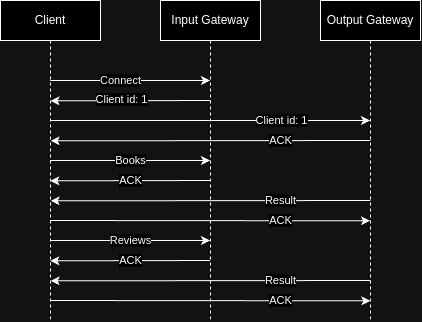 Client
Input Gateway
Output Gateway
Connect
Client id: 1
Client id: 1
ACK
Books
ACK
Result
ACK
Reviews
ACK
Result
ACK